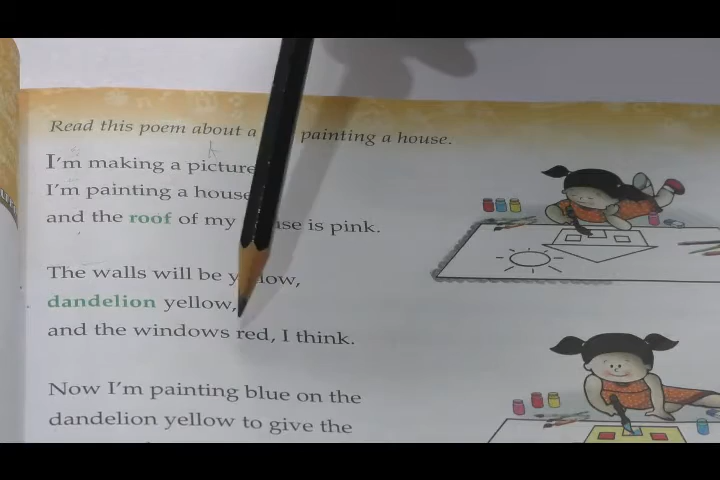 Read this poem about a painting a house.
I'm making a picture
I'm painting a house
and the roof of my is pink.
The walls will be yellow,
dandelion yellow,
and the windows red, I think.
Now I'm painting blue on the
dandelion yellow to give the